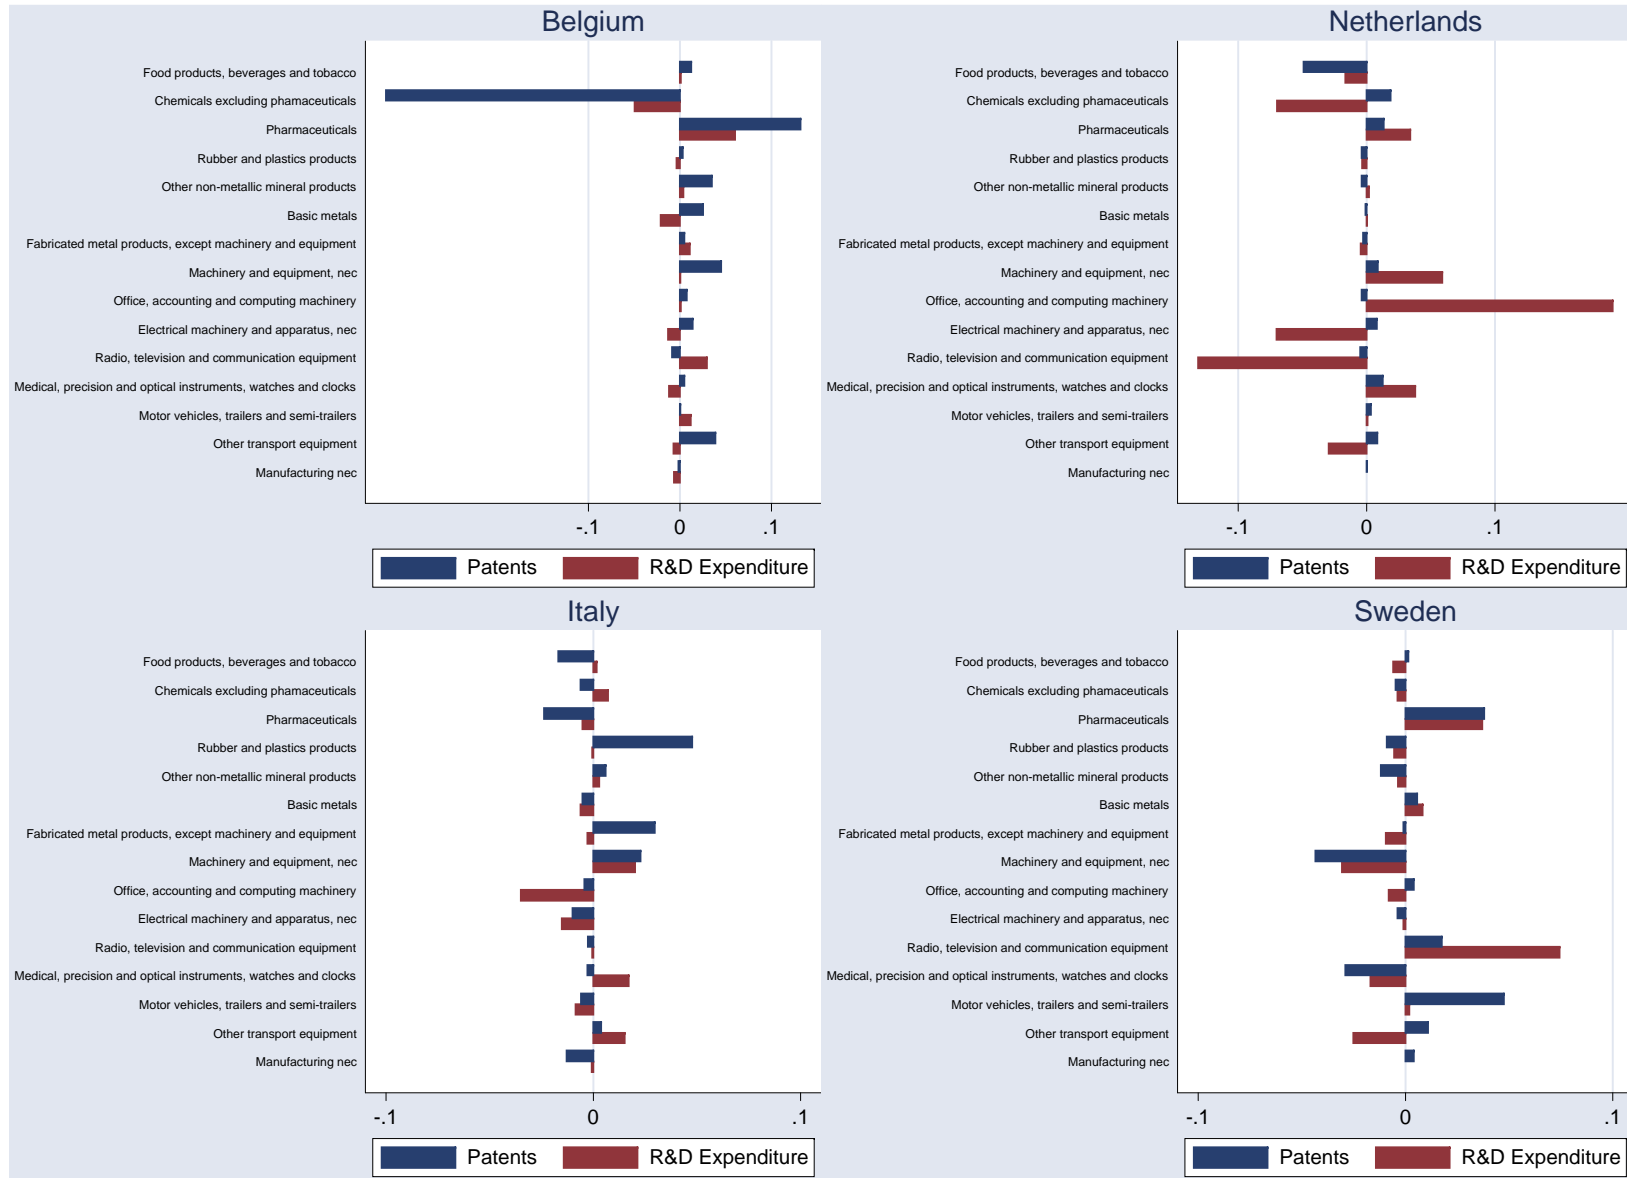 Belgium
Food products, beverages and tobacco
Chemicals excluding phamaceuticals
Pharmaceuticals
Rubber and plastics products
Other non-metallic mineral products
Basic metals
Fabricated metal products, except machinery and equipment
Machinery and equipment, nec
Office, accounting and computing machinery
Electrical machinery and apparatus, nec
Radio, television and communication equipment
Medical, precision and optical instruments, watches and clocks
Motor vehicles, trailers and semi-trailers
Other transport equipment
Manufacturing nec
-.1 0 .1
Patents R&D Expenditure
Netherlands
Food products, beverages and tobacco
Chemicals excluding phamaceuticals
Pharmaceuticals
Rubber and plastics products
Other non-metallic mineral products
Basic metals
Fabricated metal products, except machinery and equipment
Machinery and equipment, nec
Office, accounting and computing machinery
Electrical machinery and apparatus, nec
Radio, television and communication equipment
Medical, precision and optical instruments, watches and clocks
Motor vehicles, trailers and semi-trailers
Other transport equipment
Manufacturing nec
-.1 0 .1
Patents R&D Expenditure
Italy
Food products, beverages and tobacco
Chemicals excluding phamaceuticals
Pharmaceuticals
Rubber and plastics products
Other non-metallic mineral products
Basic metals
Fabricated metal products, except machinery and equipment
Machinery and equipment, nec
Office, accounting and computing machinery
Electrical machinery and apparatus, nec
Radio, television and communication equipment
Medical, precision and optical instruments, watches and clocks
Motor vehicles, trailers and semi-trailers
Other transport equipment
Manufacturing nec
-.1 0 .1
Patents R&D Expenditure
Sweden
Food products, beverages and tobacco
Chemicals excluding phamaceuticals
Pharmaceuticals
Rubber and plastics products
Other non-metallic mineral products
Basic metals
Fabricated metal products, except machinery and equipment
Machinery and equipment, nec
Office, accounting and computing machinery
Electrical machinery and apparatus, nec
Radio, television and communication equipment
Medical, precision and optical instruments, watches and clocks
Motor vehicles, trailers and semi-trailers
Other transport equipment
Manufacturing nec
-.1 0 .1
Patents R&D Expenditure